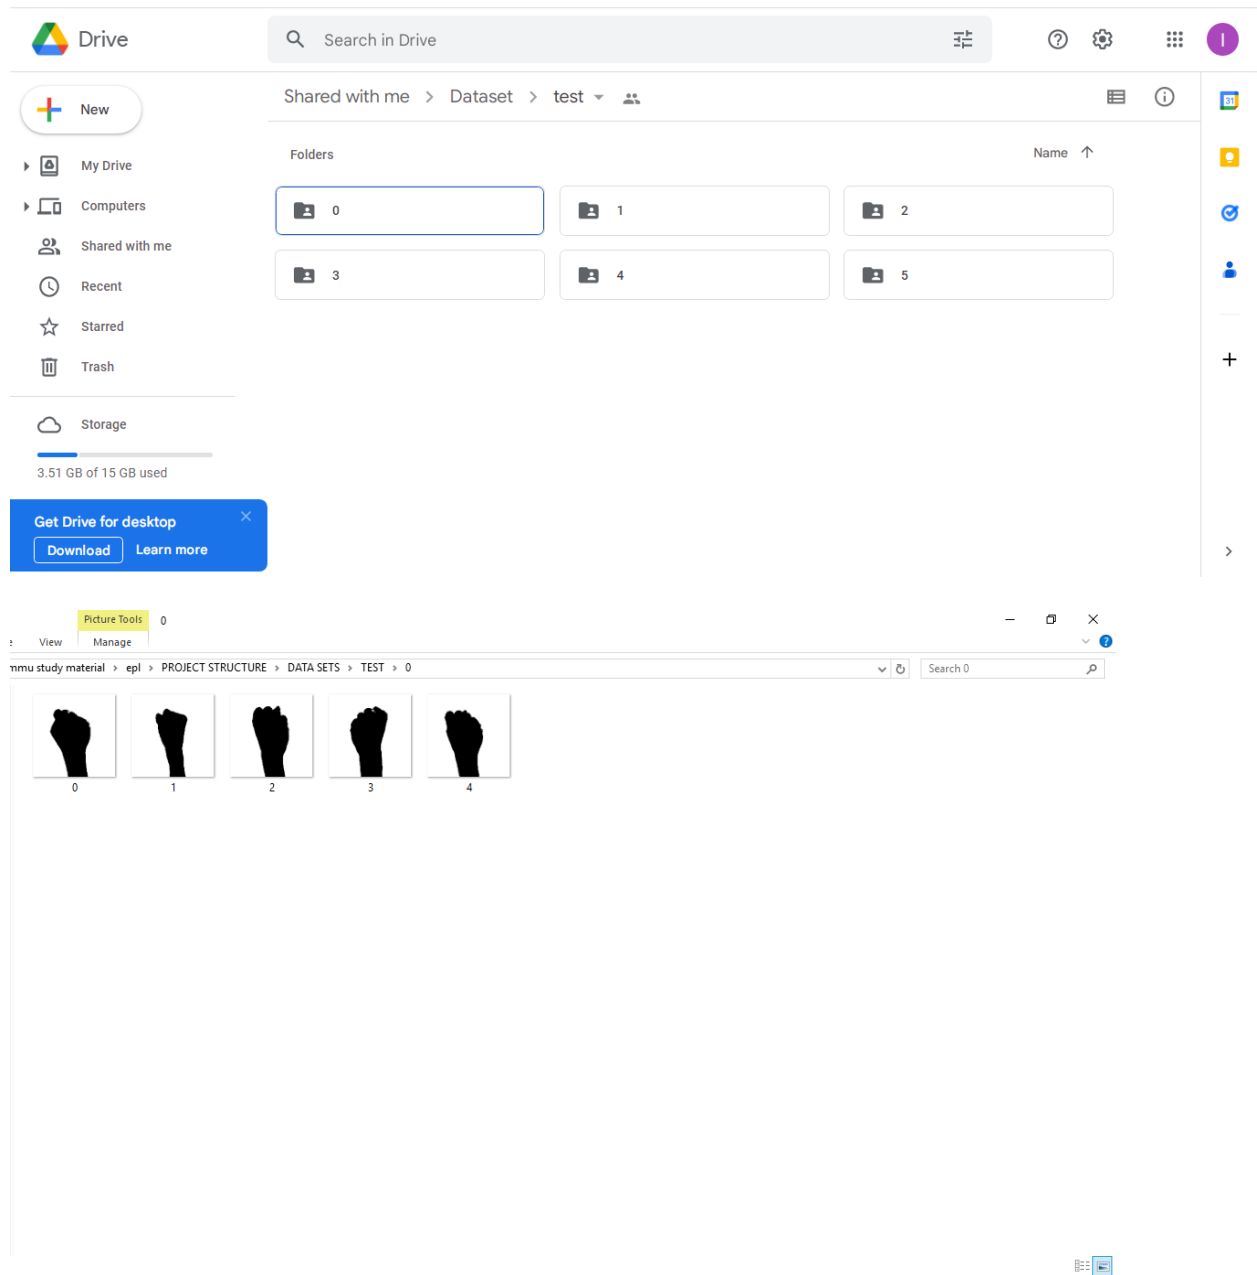 Drive
Search in Drive
I
New
Shared with me > Dataset > test
31
Folders
Name
My Drive
Computers
Shared with me
Recent
Starred
Trash
Storage
3.51 GB of 15 GB used
0
1
2
3
4
5
Get Drive for desktop
Download
Learn more
Picture Tools
0
View
Manage
mmu study material > epl > PROJECT STRUCTURE > DATA SETS > TEST > 0
Search 0
0
1
2
3
4